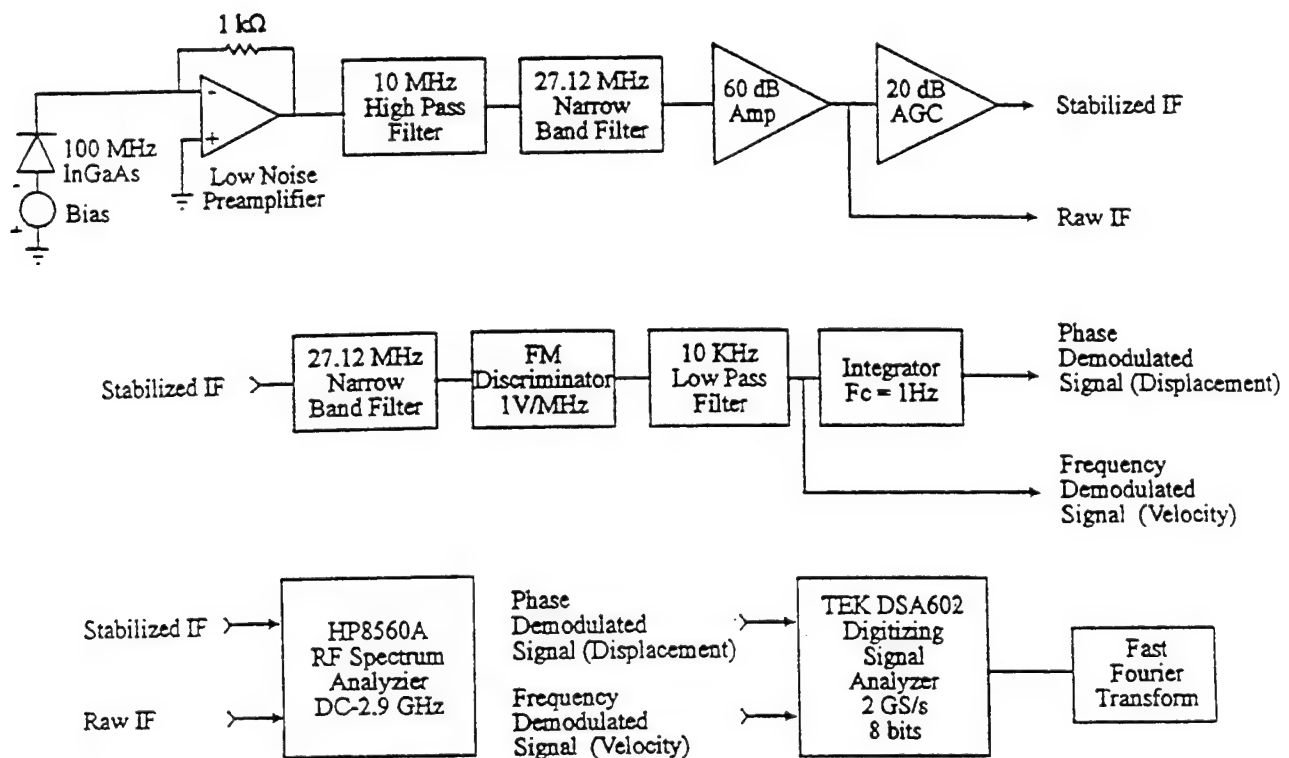 1 kΩ
10 MHz
High Pass
Filter
27.12 MHz
Narrow
Band Filter
60 dB
Amp
20 dB
AGC
Stabilized IF
-
+
100 MHz
InGaAs
Low Noise
Preamplifier
-
+
Bias
Raw IF
Stabilized IF
27.12 MHz
Narrow
Band Filter
FM
Discriminator
1V/MHz
10 KHz
Low Pass
Filter
Integrator
Fc = 1Hz
Phase
Demodulated
Signal (Displacement)
Frequency
Demodulated
Signal (Velocity)
Stabilized IF
Raw IF
HP8560A
RF Spectrum
Analyzier
DC-2.9 GHz
Phase
Demodulated
Signal (Displacement)
Frequency
Demodulated
Signal (Velocity)
TEK DSA602
Digitizing
Signal
Analyzer
2 GS/s
8 bits
Fast
Fourier
Transform